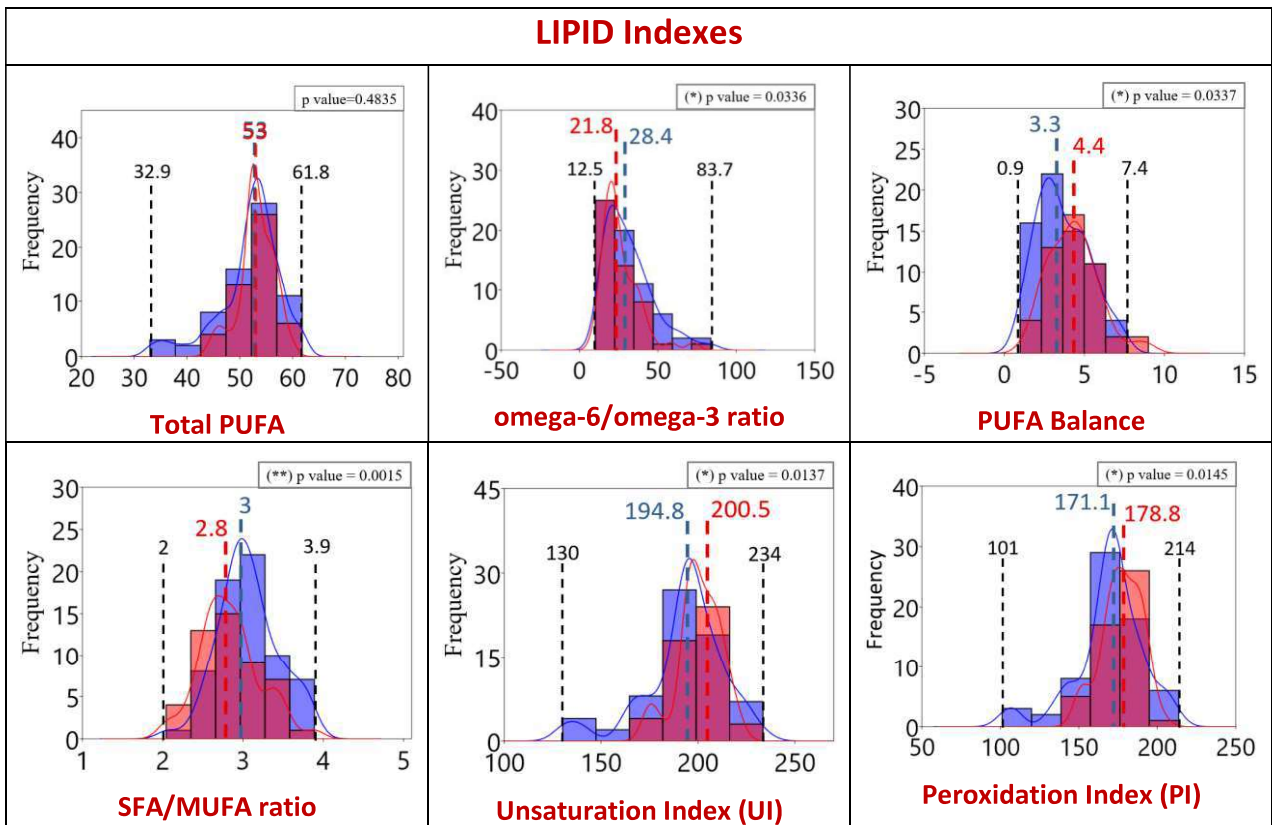 LIPID Indexes
p value=0.4835
53
32.9
61.8
40
30
20
10
0
Frequency
20 30 40 50 60 70 80
Total PUFA
(*) p value = 0.0336
21.8
28.4
12.5
83.7
40
30
20
10
0
Frequency
-50 0 50 100 150
omega-6/omega-3 ratio
(*) p value = 0.0337
3.3
4.4
0.9
7.4
30
25
20
15
10
5
0
Frequency
-5 0 5 10 15
PUFA Balance
(**) p value = 0.0015
3
2.8
2
3.9
30
25
20
15
10
5
0
Frequency
1 2 3 4 5
SFA/MUFA ratio
(*) p value = 0.0137
194.8
200.5
130
234
45
30
15
0
Frequency
100 150 200 250
Unsaturation Index (UI)
(*) p value = 0.0145
171.1
178.8
101
214
40
30
20
10
0
Frequency
50 100 150 200 250
Peroxidation Index (PI)